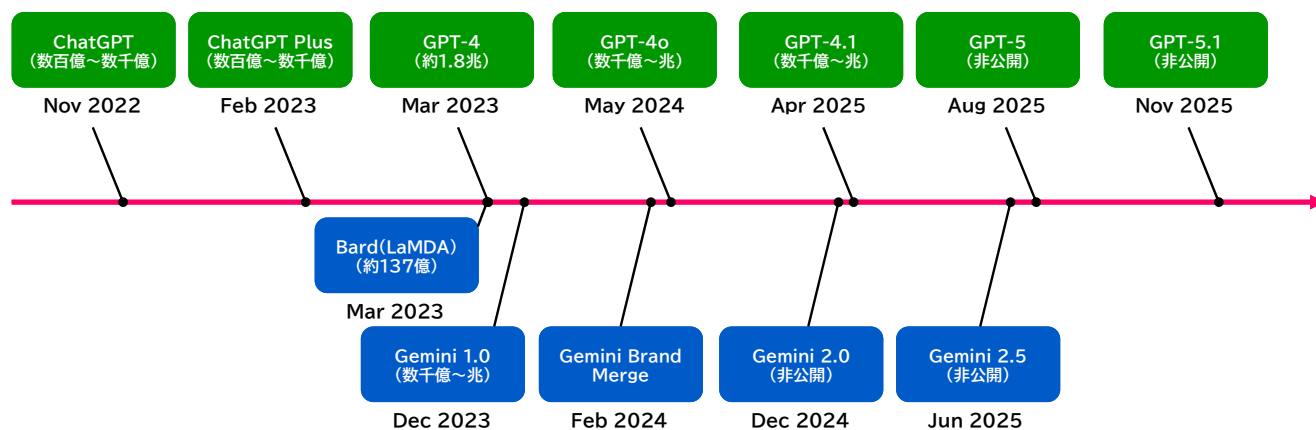 ChatGPT
（数百億～数千億）
Nov 2022
ChatGPT Plus
（数百億～数千億）
Feb 2023
GPT-4
（約1.8兆）
Mar 2023
GPT-4o
（数千億～兆）
May 2024
GPT-4.1
（数千億～兆）
Apr 2025
GPT-5
（非公開）
Aug 2025
GPT-5.1
（非公開）
Nov 2025
Bard(LaMDA)
（約137億）
Mar 2023
Gemini 1.0
（数千億～兆）
Dec 2023
Gemini Brand
Merge
Feb 2024
Gemini 2.0
（非公開）
Dec 2024
Gemini 2.5
（非公開）
Jun 2025